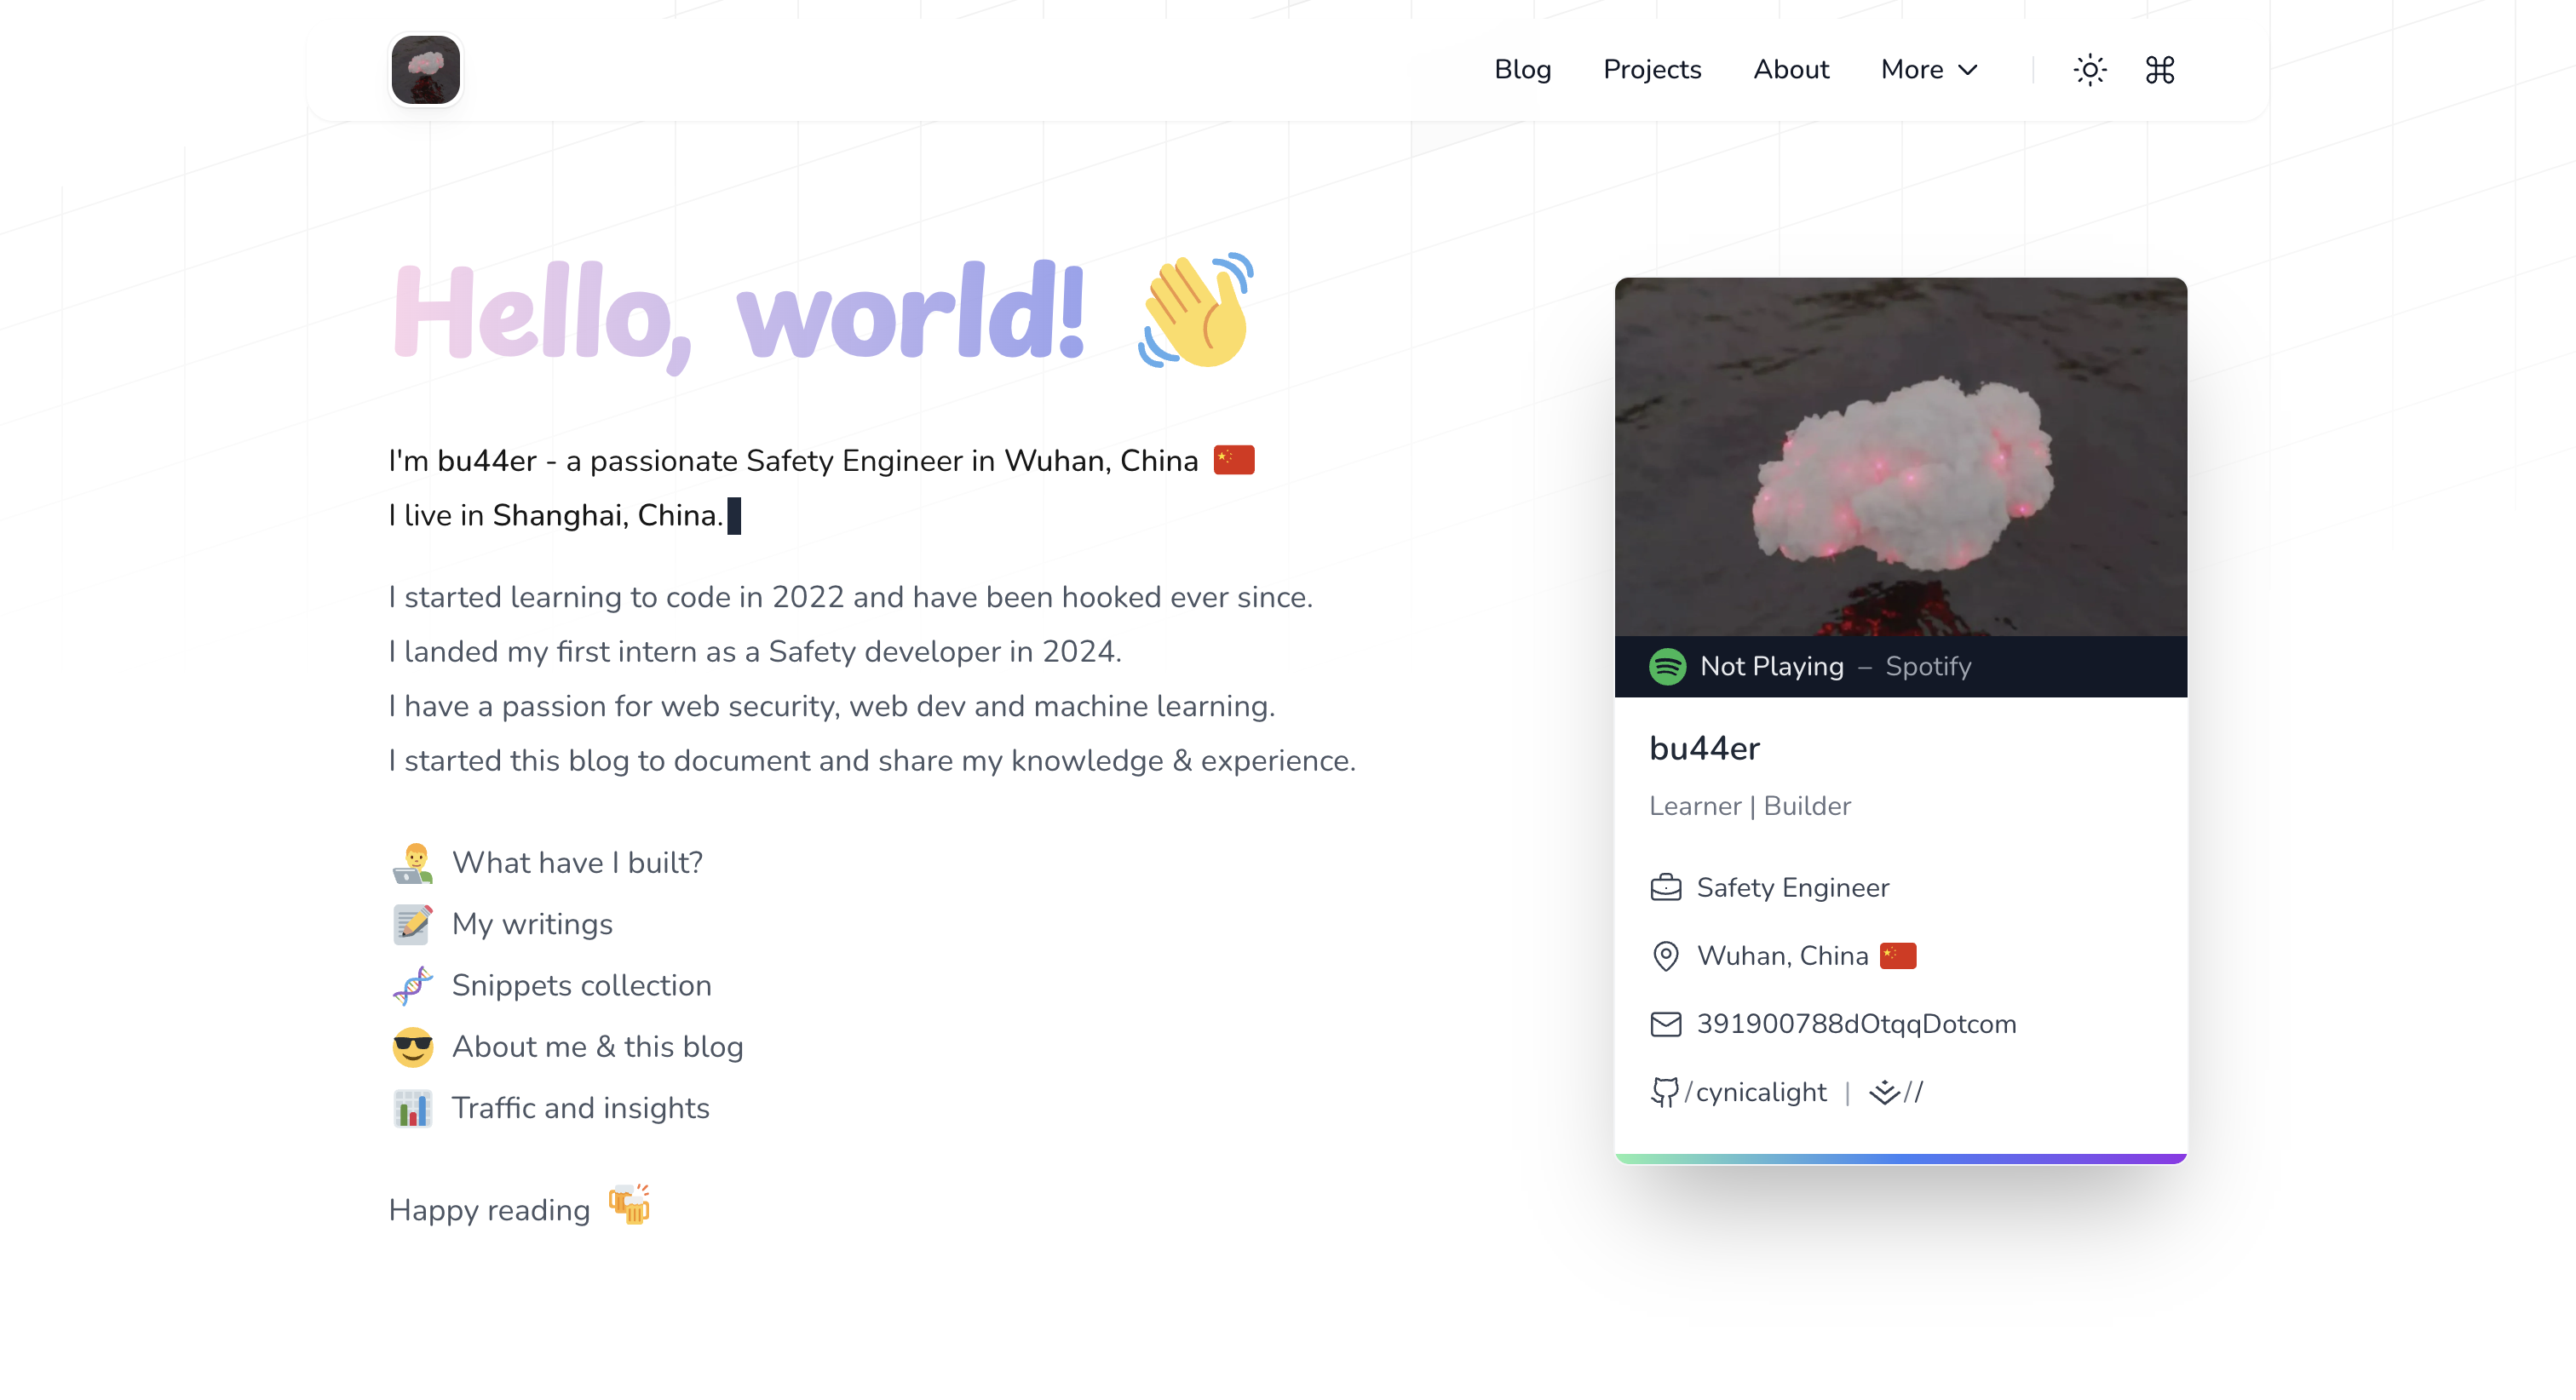 Blog Projects About More
Hello, world!
I'm bu44er - a passionate Safety Engineer in Wuhan, China
I live in Shanghai, China.
I started learning to code in 2022 and have been hooked ever since.
I landed my first intern as a Safety developer in 2024.
I have a passion for web security, web dev and machine learning.
I started this blog to document and share my knowledge & experience.
What have I built?
My writings
Snippets collection
About me & this blog
Traffic and insights
Happy reading
Not Playing – Spotify
bu44er
Learner | Builder
Safety Engineer
Wuhan, China
391900788dOtqqDotcom
/cynicalight | //